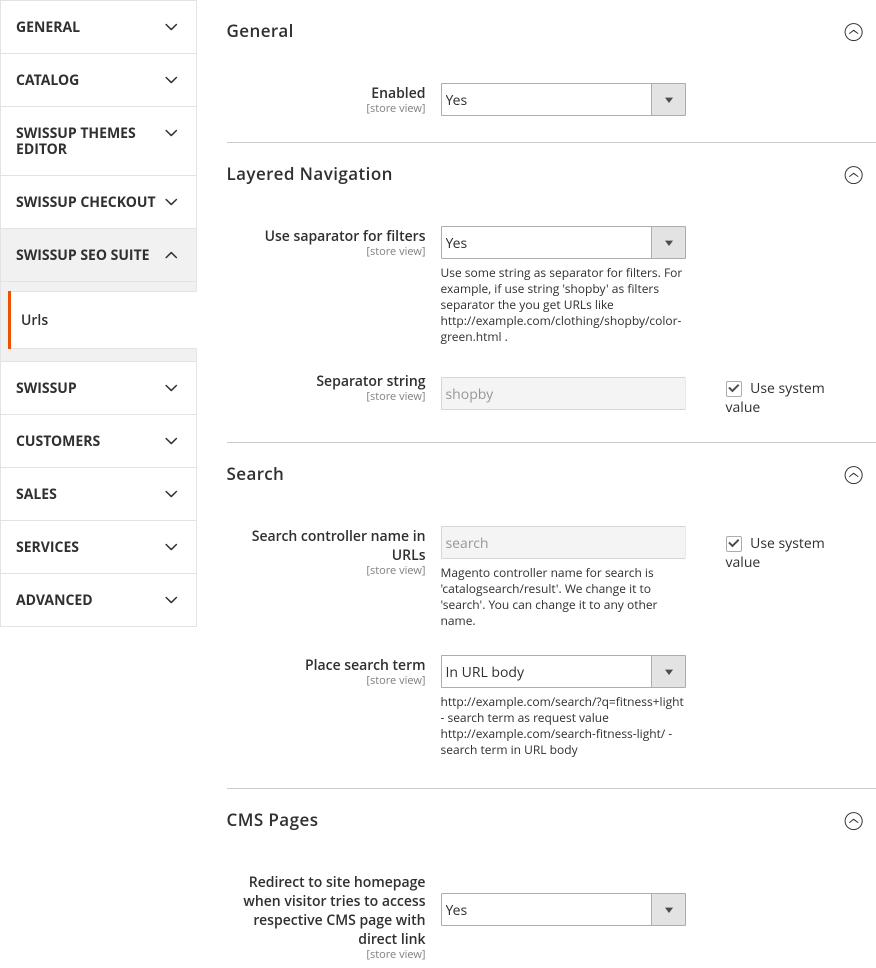 GENERAL
CATALOG
SWISSUP THEMES
EDITOR
SWISSUP CHECKOUT
SWISSUP SEO SUITE
Urls
SWISSUP
CUSTOMERS
SALES
SERVICES
ADVANCED
General
Enabled
[store view]
Yes
Layered Navigation
Use saparator for filters
[store view]
Yes
Use some string as separator for filters. For
example, if use string 'shopby' as filters
separator the you get URLs like
http://example.com/clothing/shopby/color-
green.html .
Separator string
[store view]
shopby
Use system
value
Search
Search controller name in
URLs
[store view]
search
Use system
value
Magento controller name for search is
'catalogsearch/result'. We change it to
'search'. You can change it to any other
name.
Place search term
[store view]
In URL body
http://example.com/search/?q=fitness+light
- search term as request value
http://example.com/search-fitness-light/ -
search term in URL body
CMS Pages
Redirect to site homepage
when visitor tries to access
respective CMS page with
direct link
[store view]
Yes